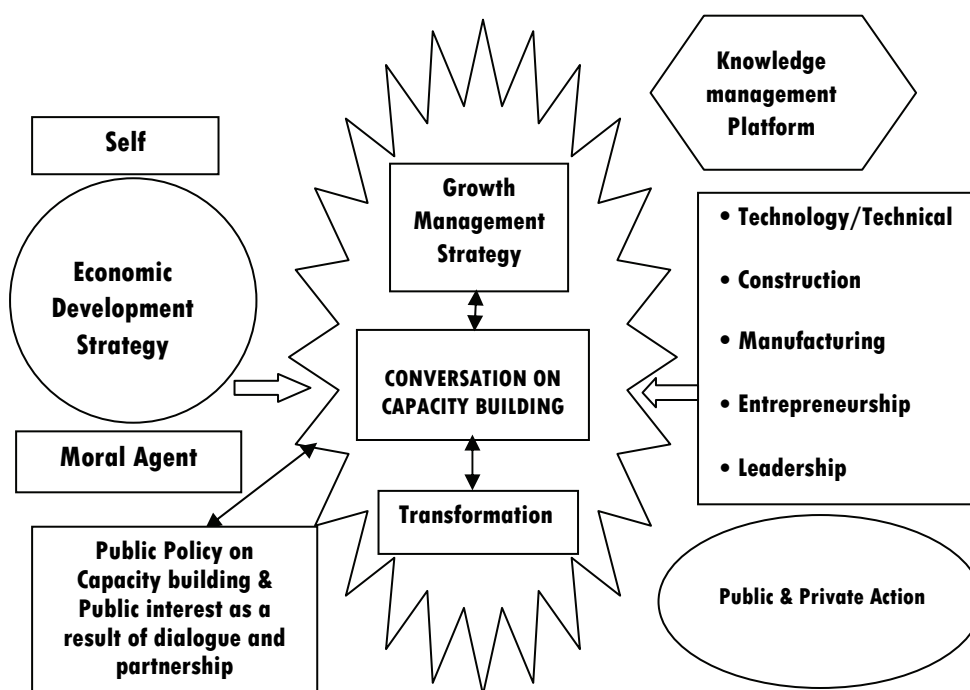 Self
Economic
Development
Strategy
Moral Agent
Public Policy on
Capacity building &
Public interest as a
result of dialogue and
partnership
Growth
Management
Strategy
CONVERSATION ON
CAPACITY BUILDING
Transformation
Knowledge
management
Platform
• Technology/Technical
• Construction
• Manufacturing
• Entrepreneurship
• Leadership
Public & Private Action